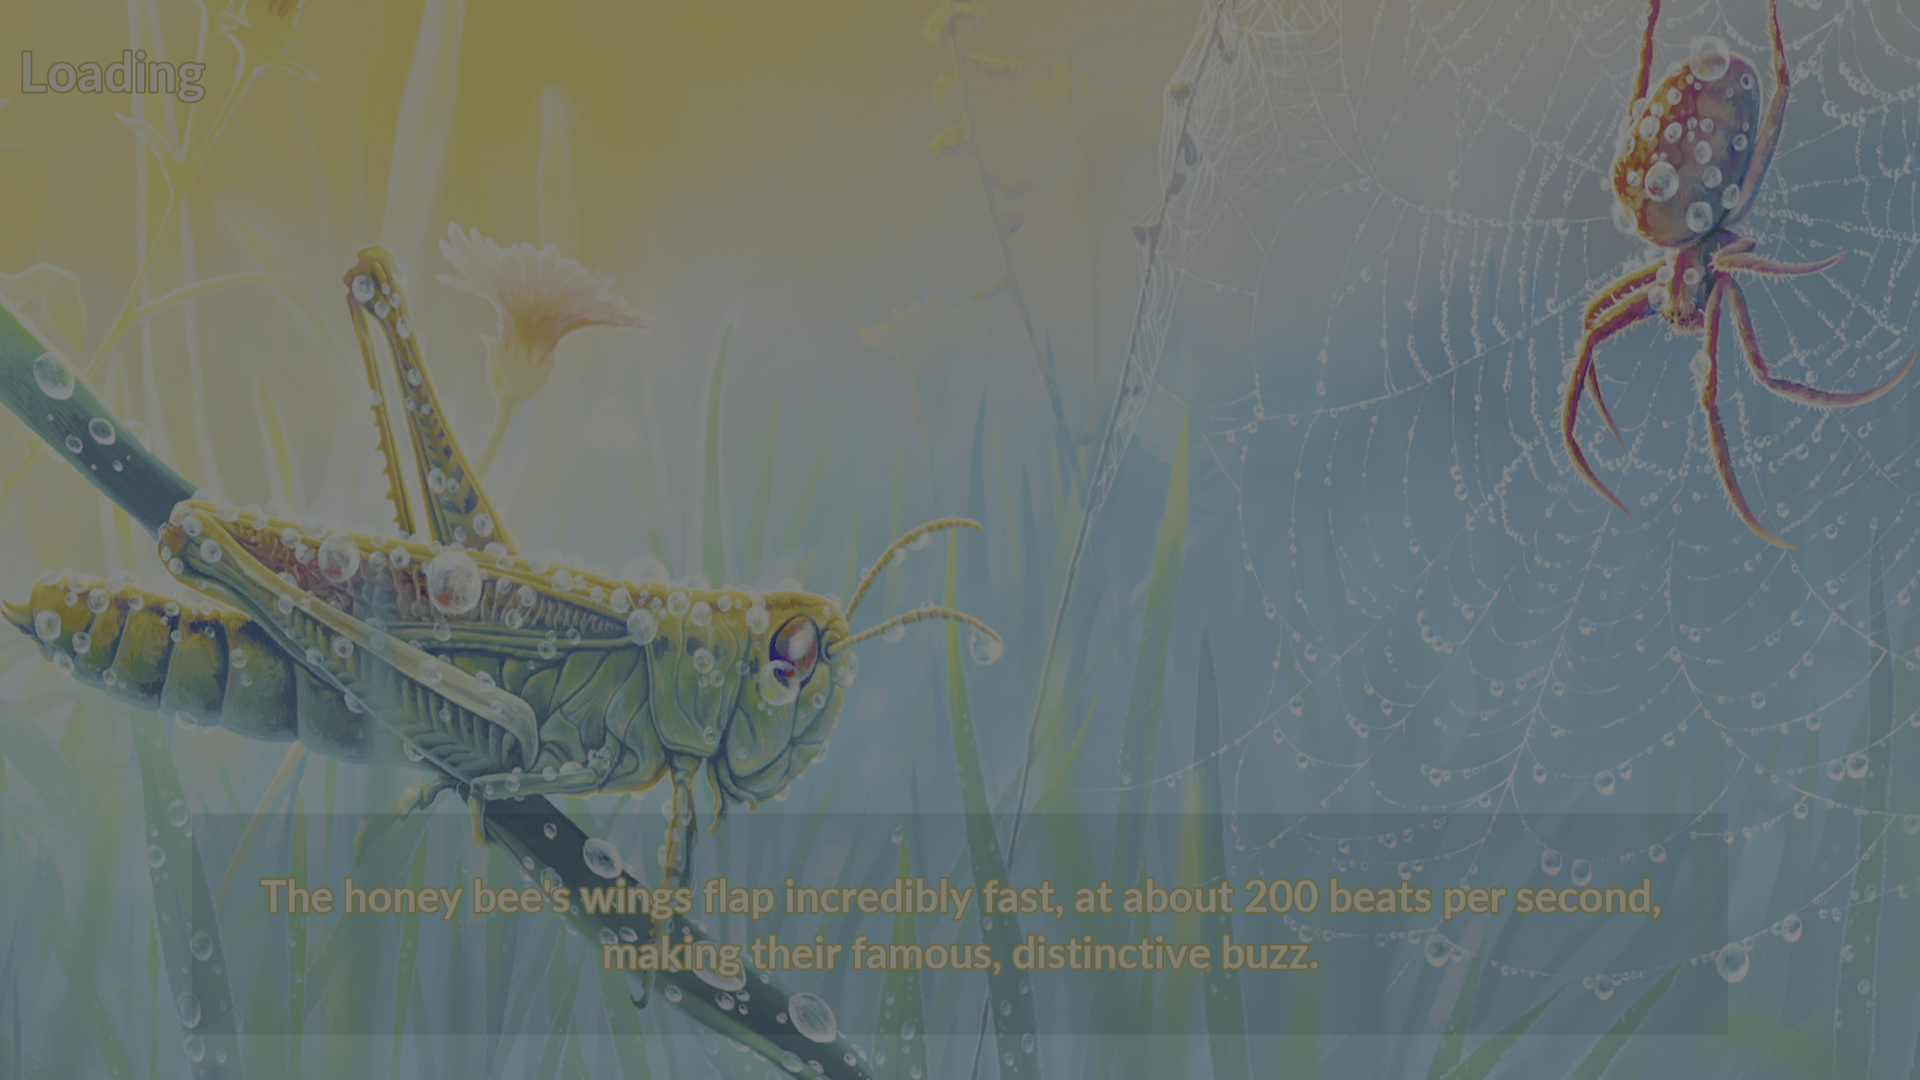 Loading
The honey bee's wings flap incredibly fast, at about 200 beats per second,
making their famous, distinctive buzz.